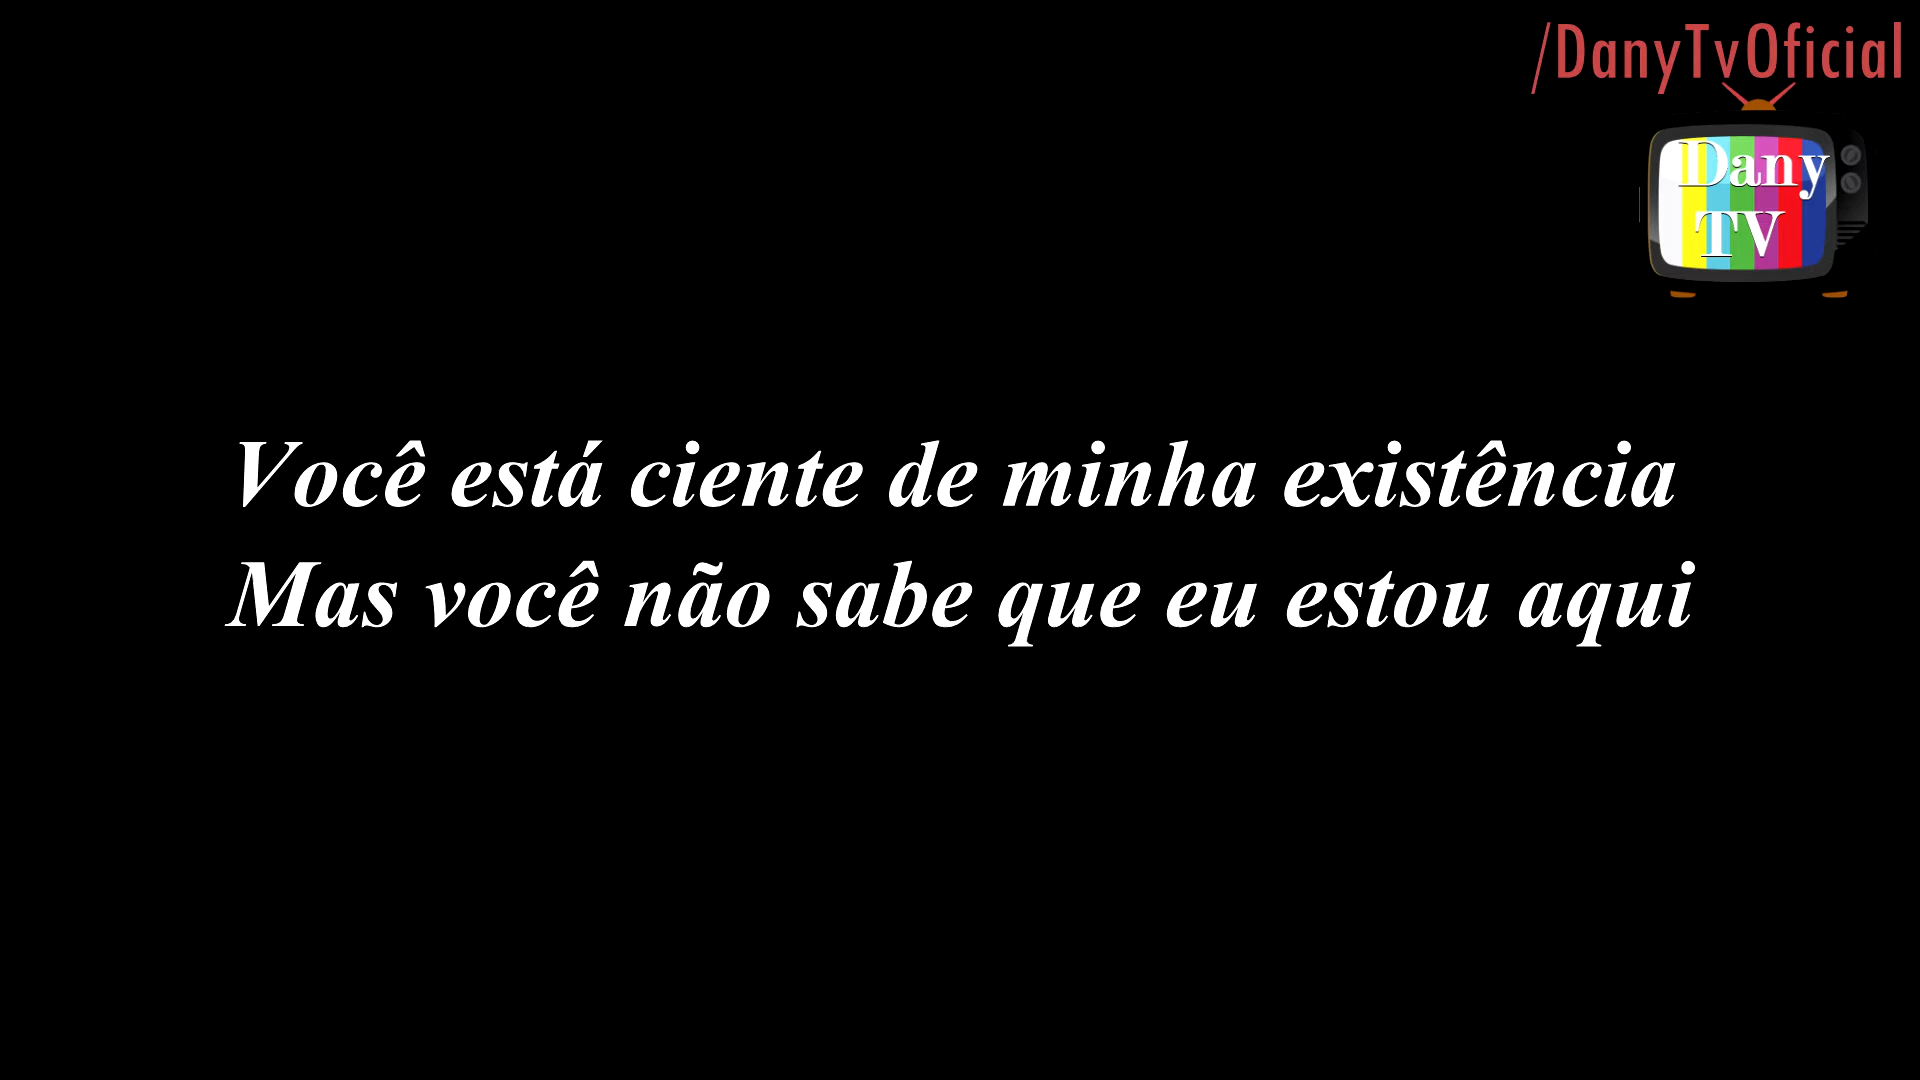 /DanyTvOficial
Dany
TV
Você está ciente de minha existência
Mas você não sabe que eu estou aqui